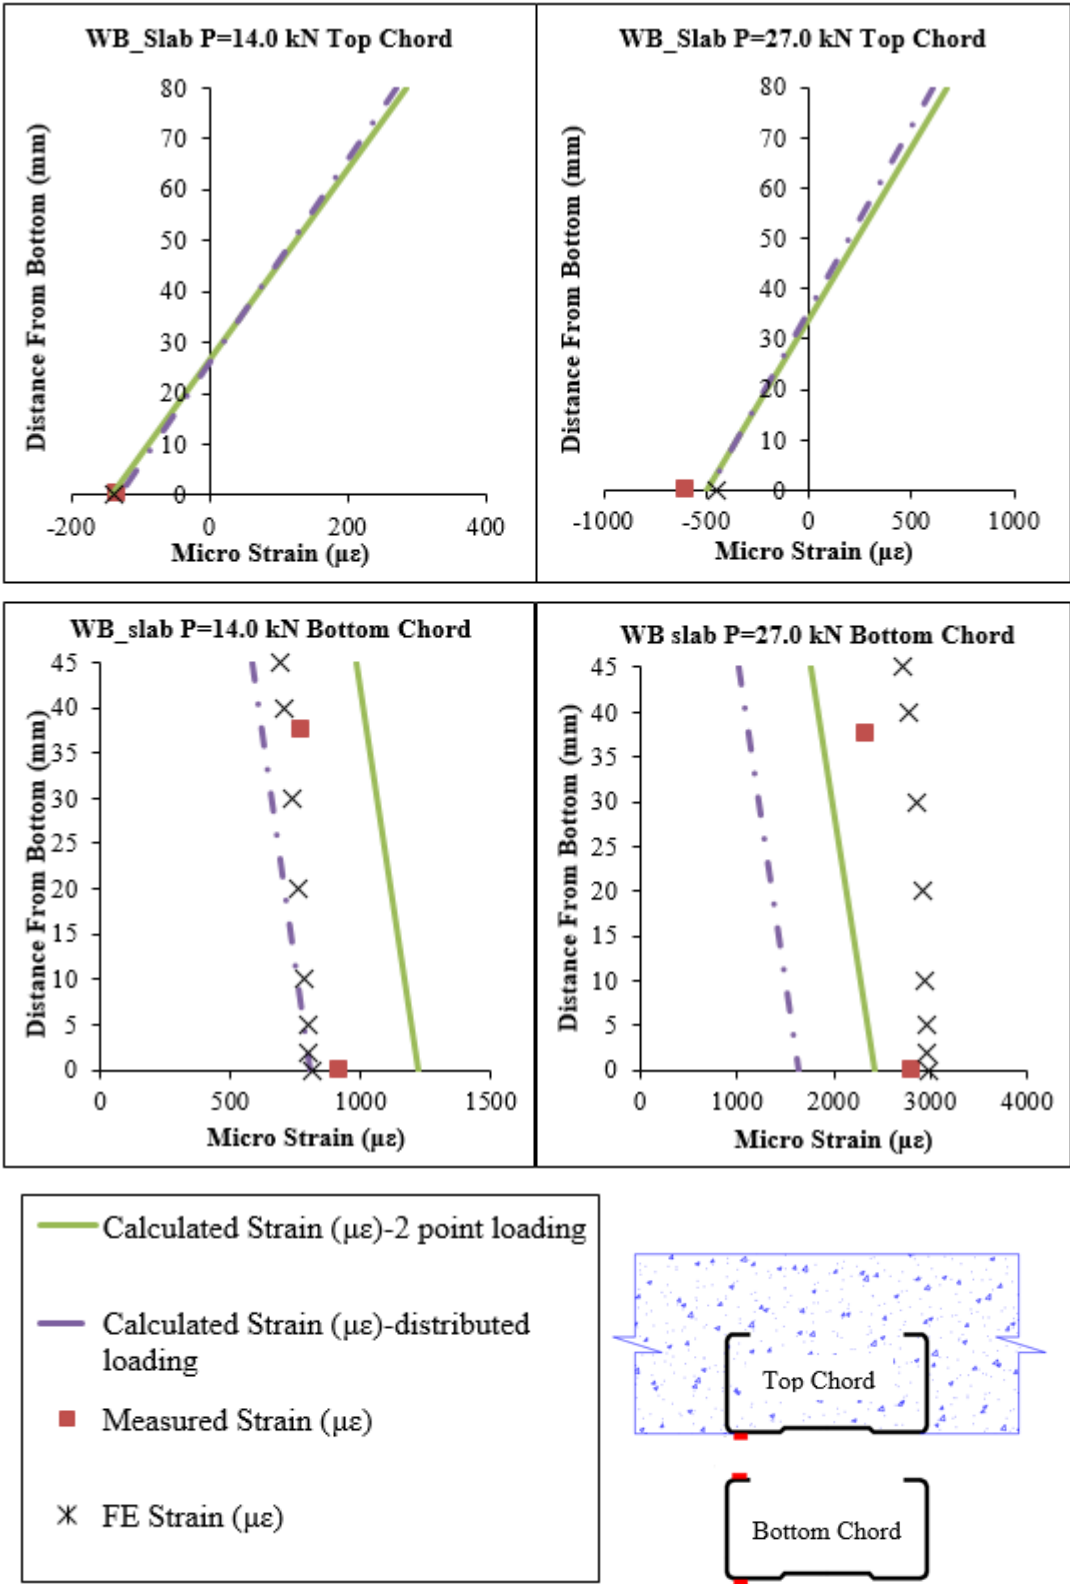 WB_Slab P=14.0 kN Top Chord
Distance From Bottom (mm)
80
70
60
50
40
30
20
10
0
-200
0
200
400
Micro Strain (με)
WB_Slab P=27.0 kN Top Chord
Distance From Bottom (mm)
80
70
60
50
40
30
20
10
0
-1000
-500
0
500
1000
Micro Strain (με)
WB_slab P=14.0 kN Bottom Chord
Distance From Bottom (mm)
45
40
35
30
25
20
15
10
5
0
0
500
1000
1500
Micro Strain (με)
WB slab P=27.0 kN Bottom Chord
Distance From Bottom (mm)
45
40
35
30
25
20
15
10
5
0
0
1000
2000
3000
4000
Micro Strain (με)
Calculated Strain (με)-2 point loading
Calculated Strain (με)-distributed
loading
Measured Strain (με)
FE Strain (με)
Top Chord
Bottom Chord